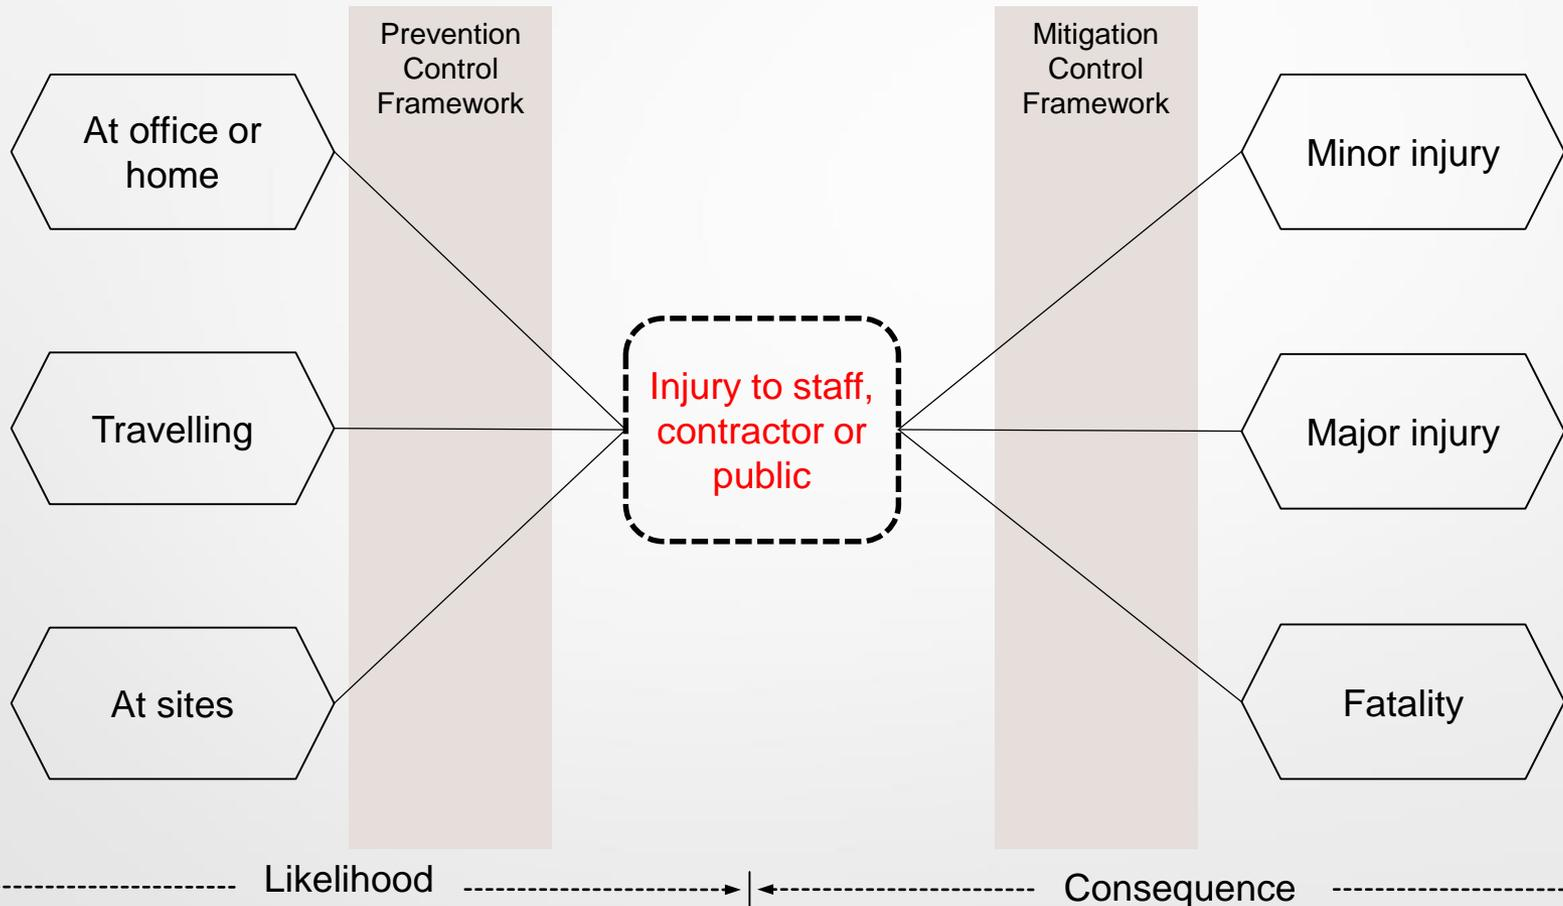 Prevention
Control
Framework
Mitigation
Control
Framework
At office or
home
Minor injury
Injury to staff,
contractor or
public
Travelling
Major injury
At sites
Fatality
Likelihood
Consequence